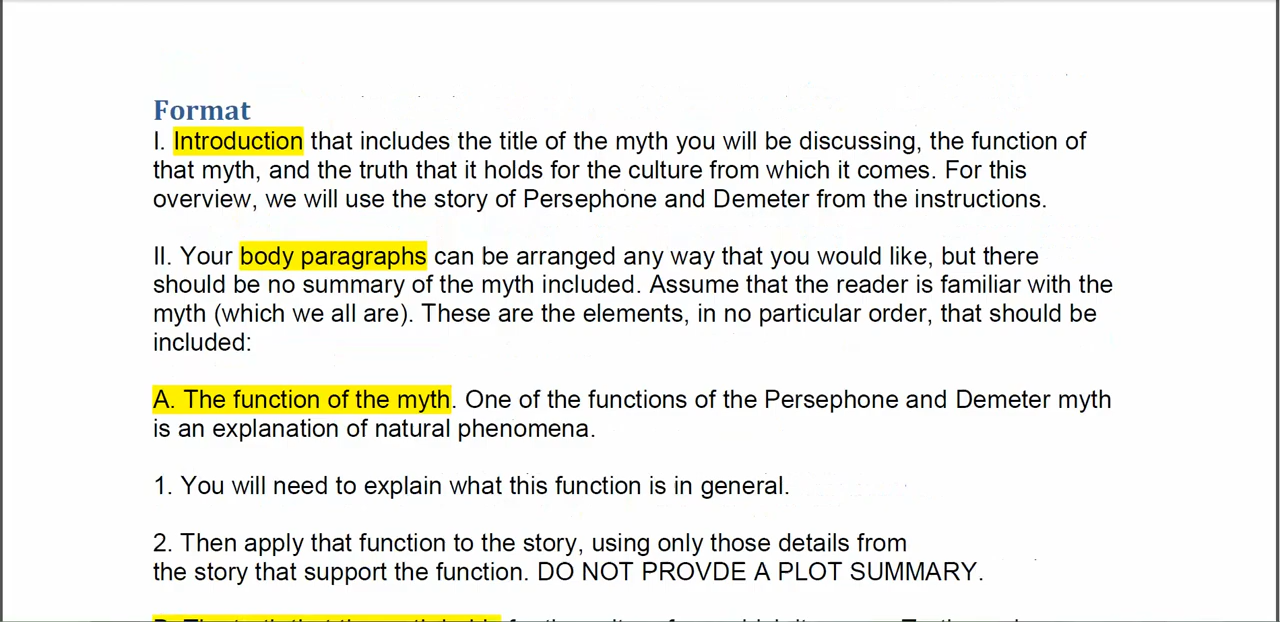 Format
I. Introduction that includes the title of the myth you will be discussing, the function of
that myth, and the truth that it holds for the culture from which it comes. For this
overview, we will use the story of Persephone and Demeter from the instructions.
II. Your body paragraphs can be arranged any way that you would like, but there
should be no summary of the myth included. Assume that the reader is familiar with the
myth (which we all are). These are the elements, in no particular order, that should be
included:
A. The function of the myth. One of the functions of the Persephone and Demeter myth
is an explanation of natural phenomena.
1. You will need to explain what this function is in general.
2. Then apply that function to the story, using only those details from
the story that support the function. DO NOT PROVDE A PLOT SUMMARY.